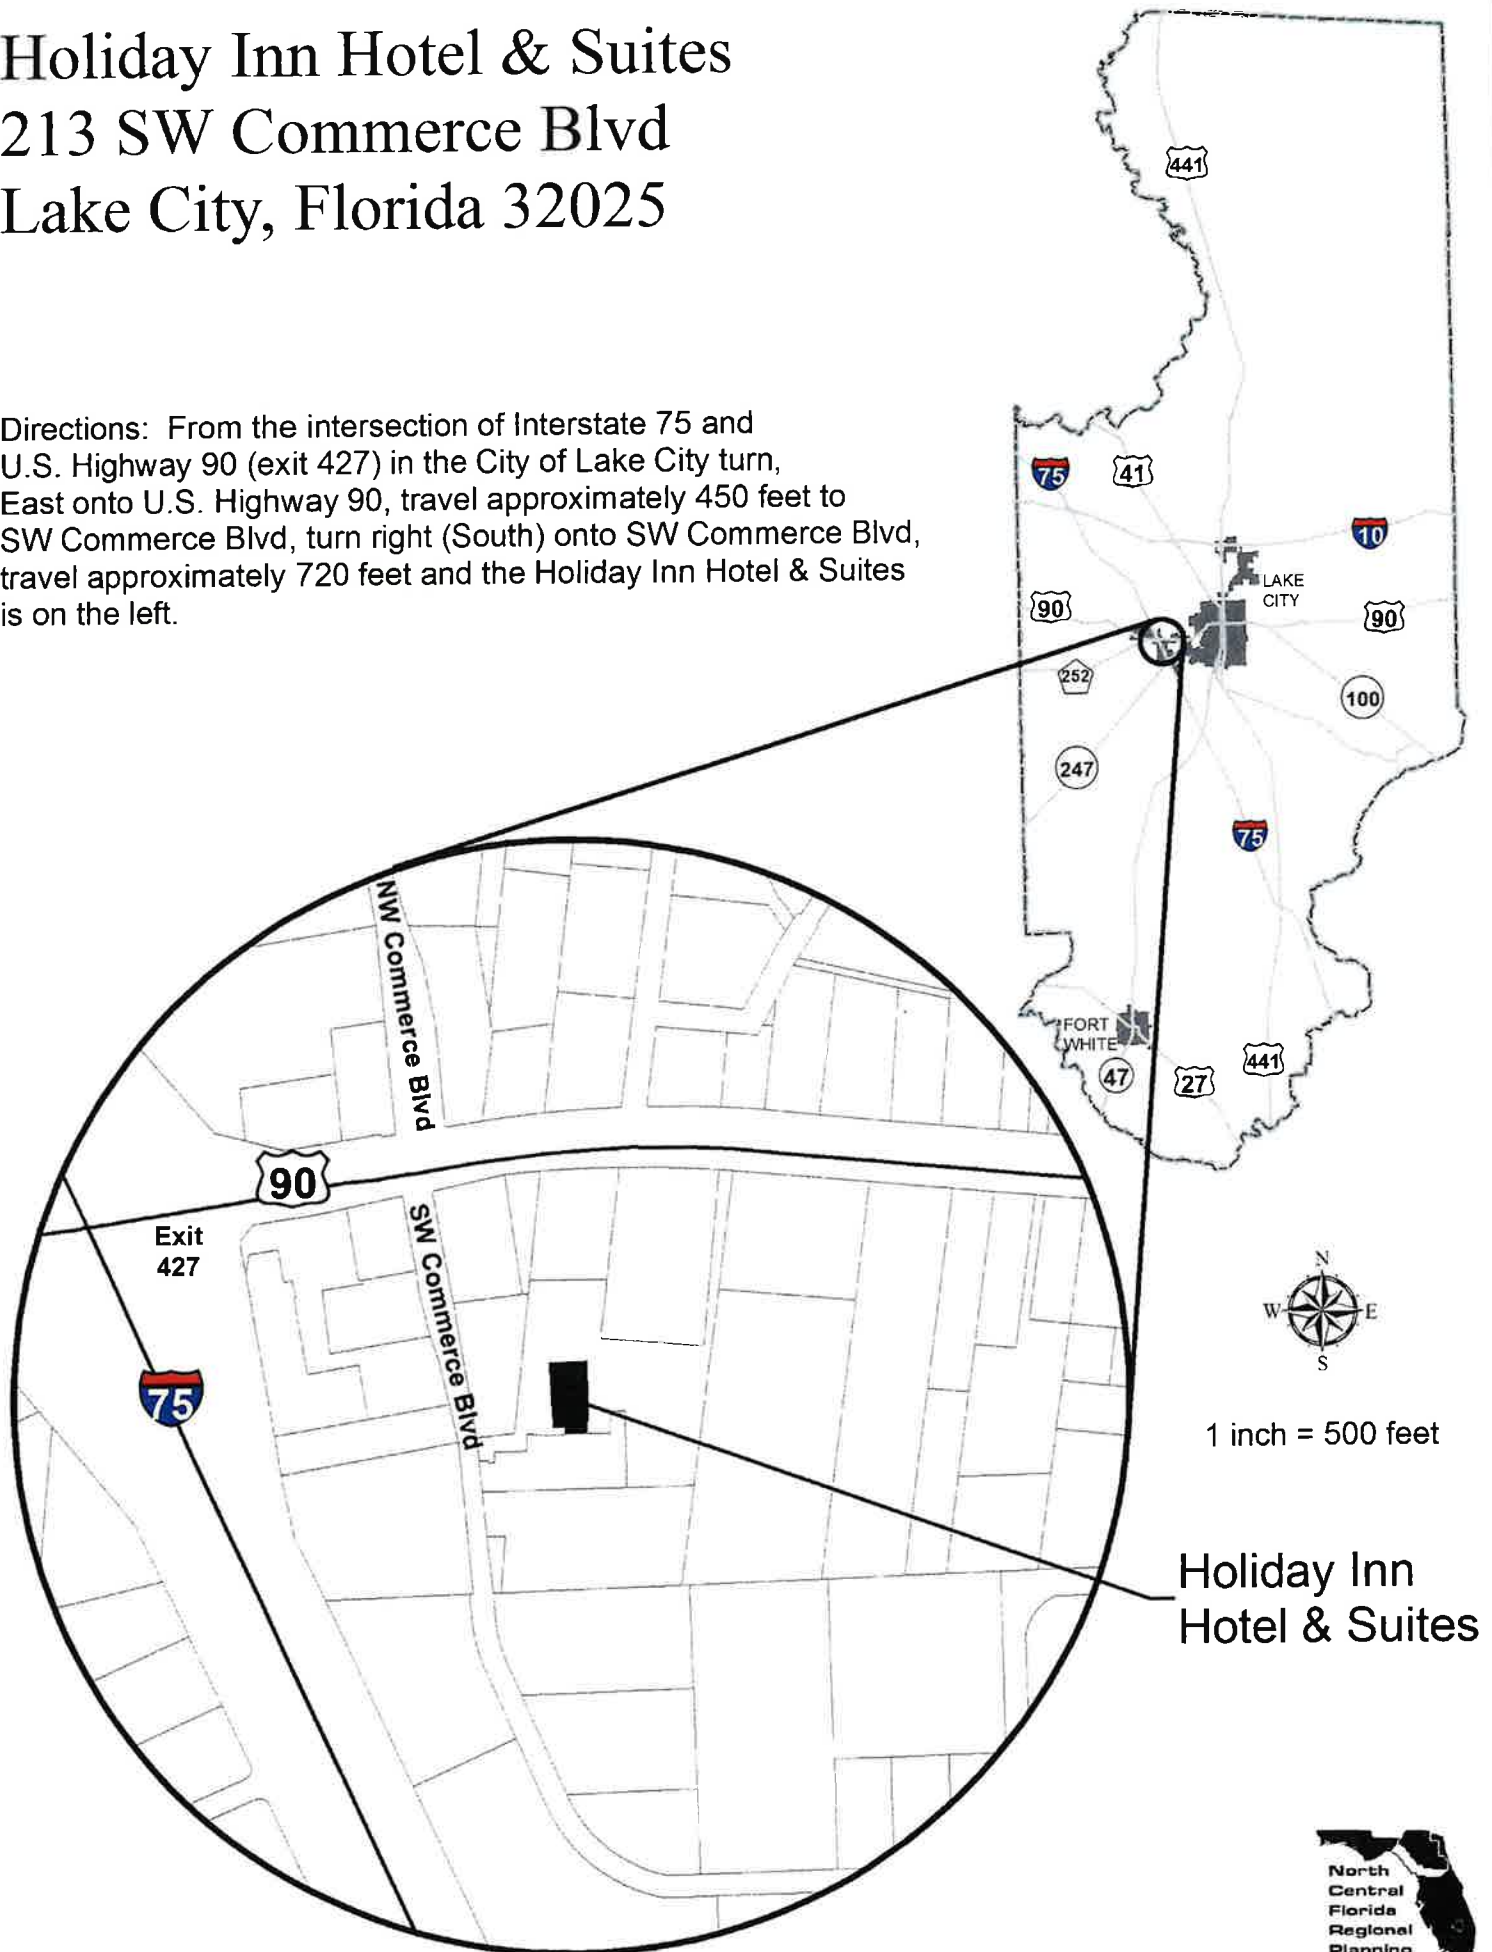 Holiday Inn Hotel & Suites
213 SW Commerce Blvd
Lake City, Florida 32025
Directions: From the intersection of Interstate 75 and
U.S. Highway 90 (exit 427) in the City of Lake City turn,
East onto U.S. Highway 90, travel approximately 450 feet to
SW Commerce Blvd, turn right (South) onto SW Commerce Blvd,
travel approximately 720 feet and the Holiday Inn Hotel & Suites
is on the left.
441
75
41
10
LAKE
CITY
90
90
252
100
247
75
FORT
WHITE
47
27
441
NW Commerce Blvd
90
Exit
427
SW Commerce Blvd
75
N
W
E
S
1 inch = 500 feet
Holiday Inn
Hotel & Suites
North
Central
Florida
Regional
Planning